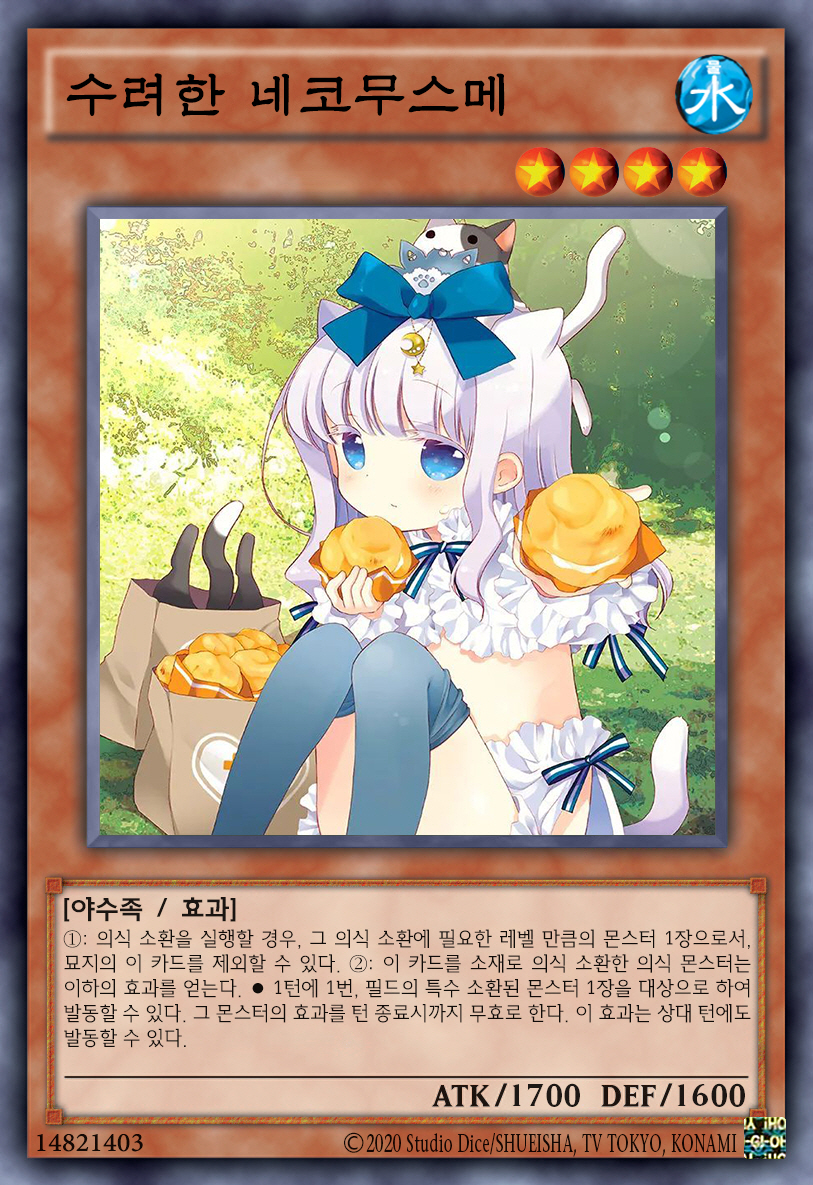 수려한 네코무스메
물
水
[야수족 / 효과]
①: 의식 소환을 실행할 경우, 그 의식 소환에 필요한 레벨 만큼의 몬스터 1장으로서,
묘지의 이 카드를 제외할 수 있다. ②: 이 카드를 소재로 의식 소환한 의식 몬스터는
이하의 효과를 얻는다. ● 1턴에 1번, 필드의 특수 소환된 몬스터 1장을 대상으로 하여
발동할 수 있다. 그 몬스터의 효과를 턴 종료시까지 무효로 한다. 이 효과는 상대 턴에도
발동할 수 있다.
ATK/1700 DEF/1600
14821403 ©2020 Studio Dice/SHUEISHA, TV TOKYO, KONAMI